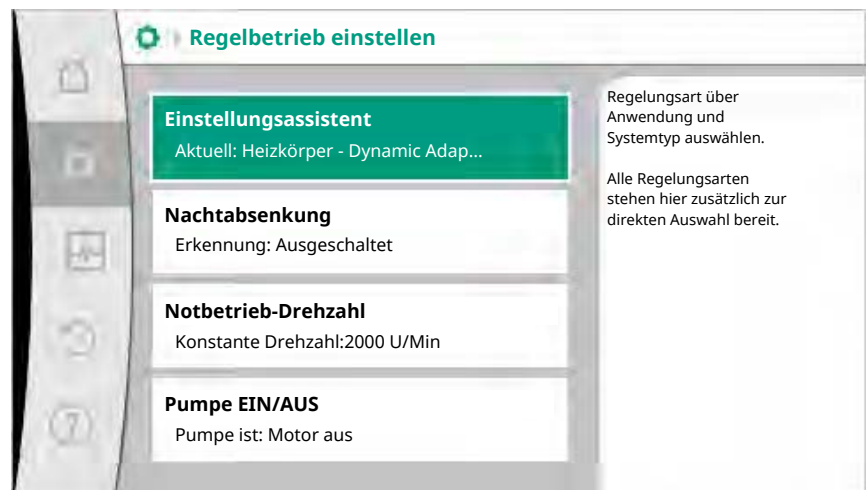 Regelbetrieb einstellen
Einstellungsassistent
Aktuell: Heizkörper - Dynamic Adap...
Nachtabsenkung
Erkennung: Ausgeschaltet
Notbetrieb-Drehzahl
Konstante Drehzahl:2000 U/Min
Pumpe EIN/AUS
Pumpe ist: Motor aus
Regelungsart über
Anwendung und
Systemtyp auswählen.
Alle Regelungsarten
stehen hier zusätzlich zur
direkten Auswahl bereit.